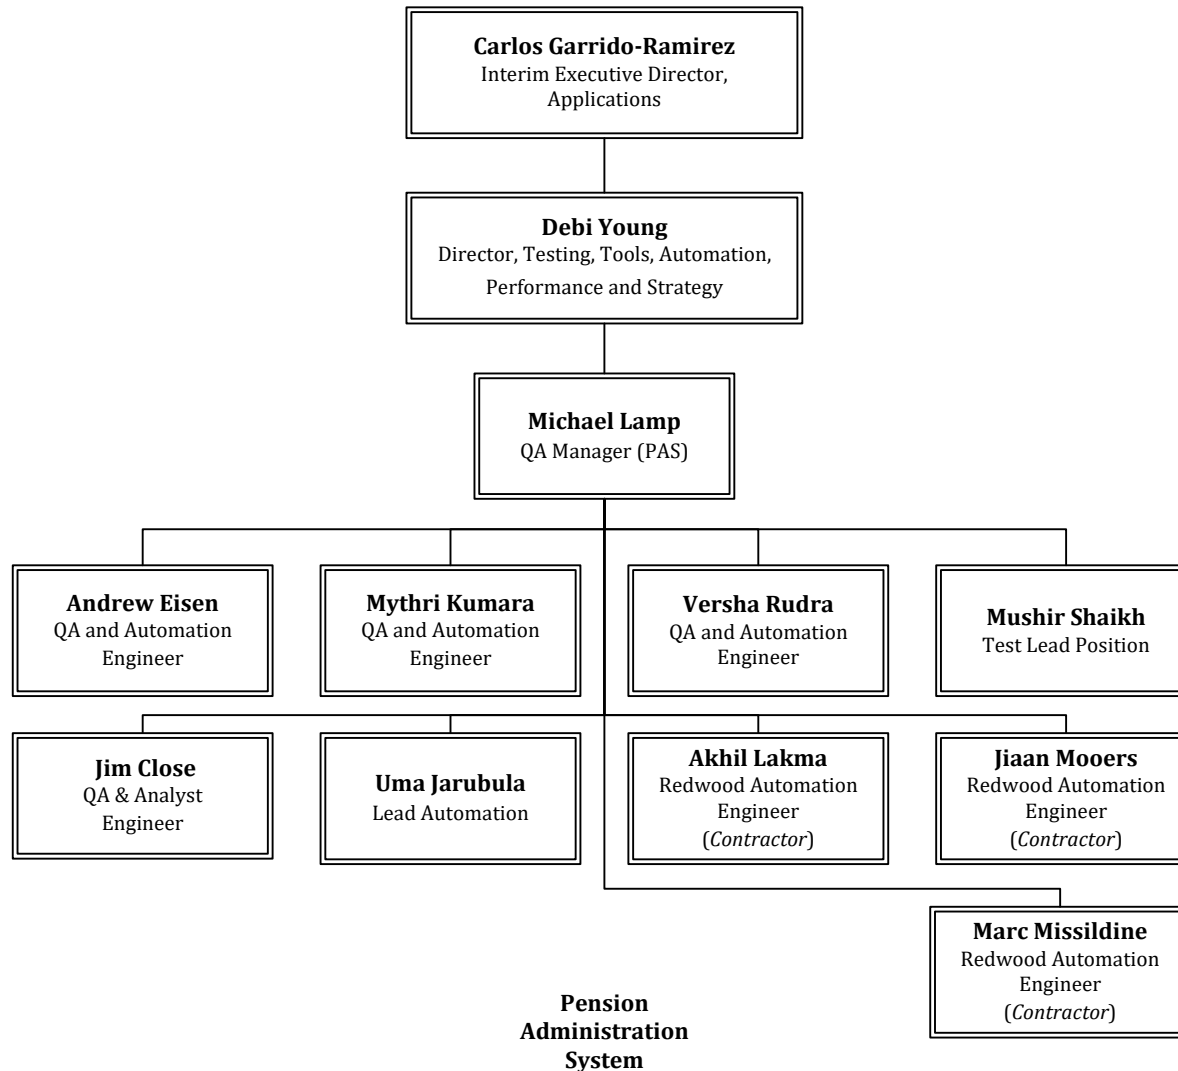 Carlos Garrido-Ramirez
Interim Executive Director,
Applications
Debi Young
Director, Testing, Tools, Automation,
Performance and Strategy
Michael Lamp
QA Manager (PAS)
Andrew Eisen
QA and Automation
Engineer
Mythri Kumara
QA and Automation
Engineer
Versha Rudra
QA and Automation
Engineer
Mushir Shaikh
Test Lead Position
Jim Close
QA & Analyst
Engineer
Uma Jarubula
Lead Automation
Akhil Lakma
Redwood Automation
Engineer
(Contractor)
Jiaan Mooers
Redwood Automation
Engineer
(Contractor)
Marc Missildine
Redwood Automation
Engineer
(Contractor)
Pension
Administration
System